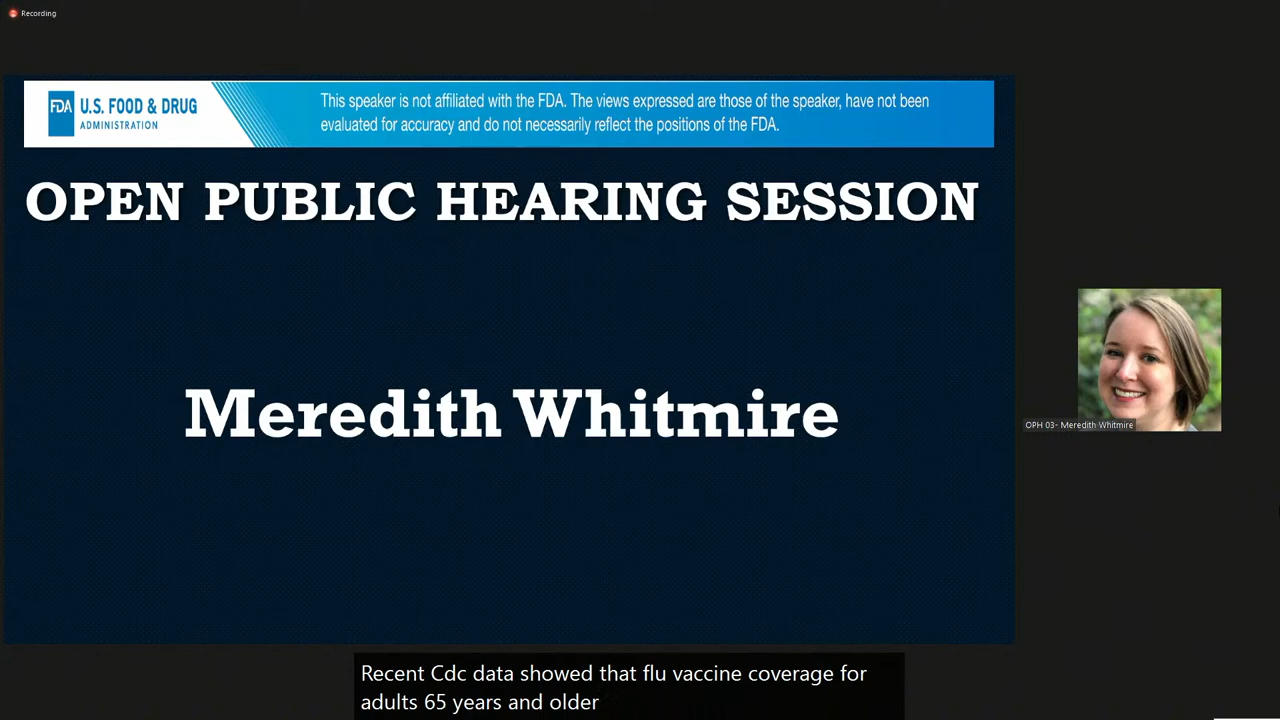 Recording
FDA
U.S. FOOD & DRUG
ADMINISTRATION
This speaker is not affiliated with the FDA. The views expressed are those of the speaker, have not been
evaluated for accuracy and do not necessarily reflect the positions of the FDA.
OPEN PUBLIC HEARING SESSION
Meredith Whitmire
OPH 03- Meredith Whitmire
Recent Cdc data showed that flu vaccine coverage for
adults 65 years and older